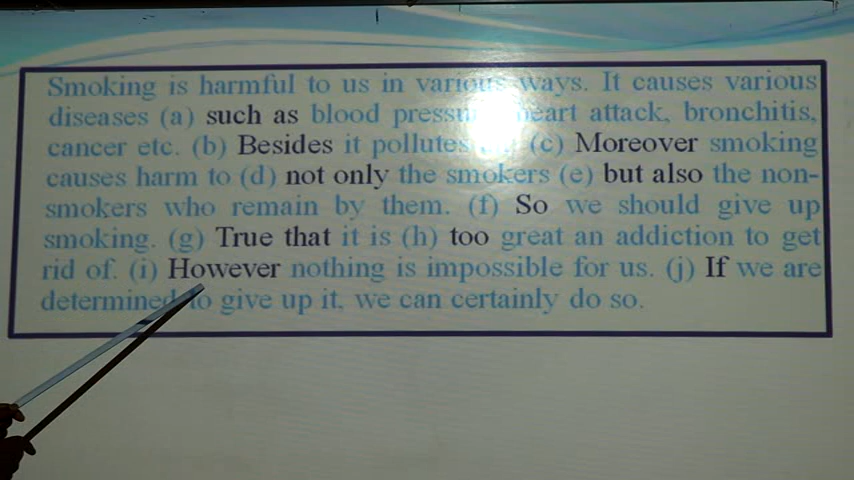 Smoking is harmful to us in various ways. It causes various
diseases (a) such as blood pressure, heart attack, bronchitis,
cancer etc. (b) Besides it pollutes (c) Moreover smoking
causes harm to (d) not only the smokers (e) but also the non-
smokers who remain by them. (f) So we should give up
smoking. (g) True that it is (h) too great an addiction to get
rid of. (i) However nothing is impossible for us. (j) If we are
determined to give up it, we can certainly do so.